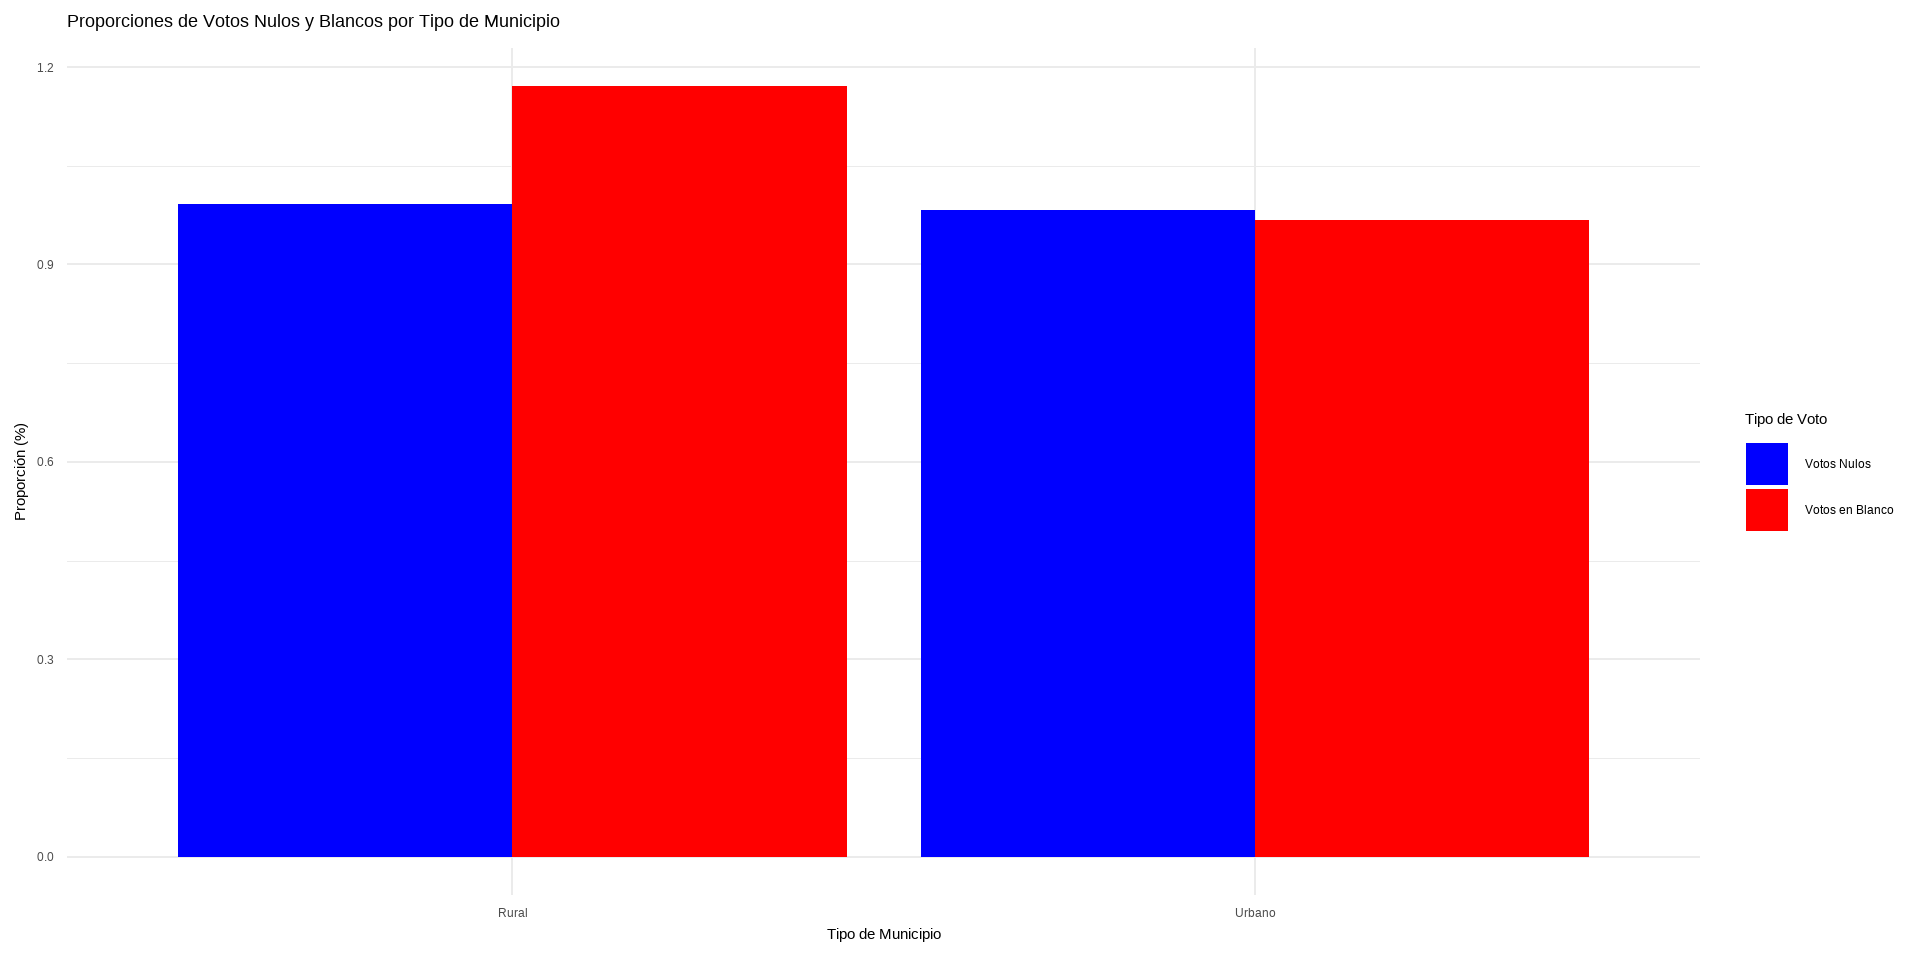 Proporciones de Votos Nulos y Blancos por Tipo de Municipio
1.2
0.9
0.6
0.3
0.0
Proporción (%)
Rural
Urbano
Tipo de Municipio
Tipo de Voto
Votos Nulos
Votos en Blanco